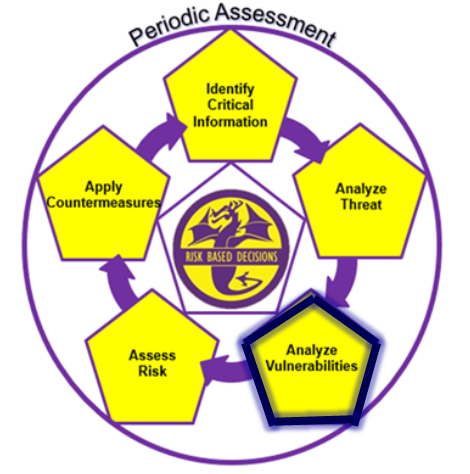 Periodic Assessment
Identify
Critical
Information
Analyze
Threat
Analyze
Vulnerabilities
Assess
Risk
Apply
Countermeasures
RISK BASED DECISIONS